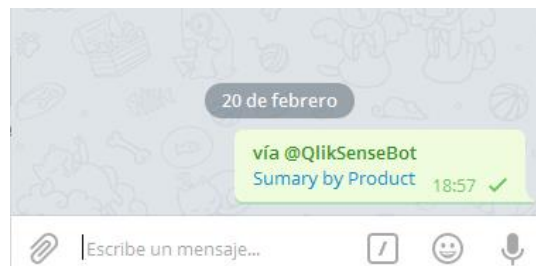 20 de febrero
vía @QlikSenseBot
Sumary by Product 18:57
Escribe un mensaje... /